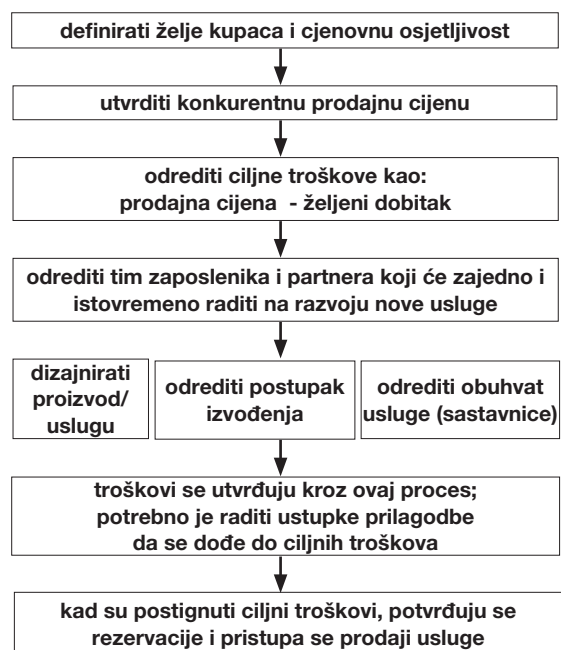 definirati želje kupaca i cjenovnu osjetljivost
utvrditi konkurentnu prodajnu cijenu
odrediti ciljne troškove kao:
prodajna cijena - željeni dobitak
odrediti tim zaposlenika i partnera koji će zajedno i
istovremeno raditi na razvoju nove usluge
dizajnirati
proizvod/
uslugu
odrediti postupak
izvođenja
odrediti obuhvat
usluge (sastavnice)
troškovi se utvrđuju kroz ovaj proces;
potrebno je raditi ustupke prilagodbe
da se dođe do ciljnih troškova
kad su postignuti ciljni troškovi, potvrđuju se
rezervacije i pristupa se prodaji usluge